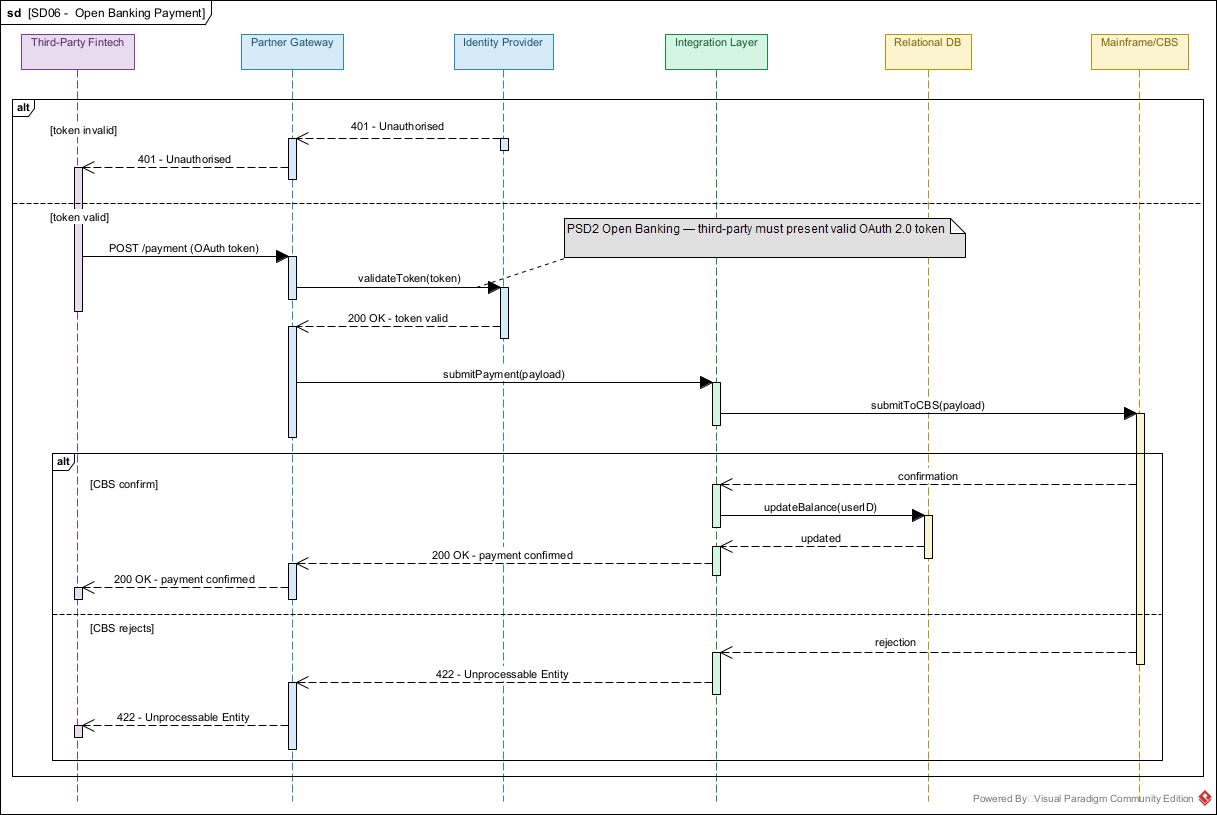 sd [SD06 - Open Banking Payment]
Third-Party Fintech
Partner Gateway
Identity Provider
Integration Layer
Relational DB
Mainframe/CBS
alt
[token invalid]
401 - Unauthorised
401 - Unauthorised
[token valid]
PSD2 Open Banking — third-party must present valid OAuth 2.0 token
POST /payment (OAuth token)
validateToken(token)
200 OK - token valid
submitPayment(payload)
submitToCBS(payload)
alt
[CBS confirm]
confirmation
updateBalance(userID)
updated
200 OK - payment confirmed
200 OK - payment confirmed
[CBS rejects]
rejection
422 - Unprocessable Entity
422 - Unprocessable Entity
Powered By Visual Paradigm Community Edition